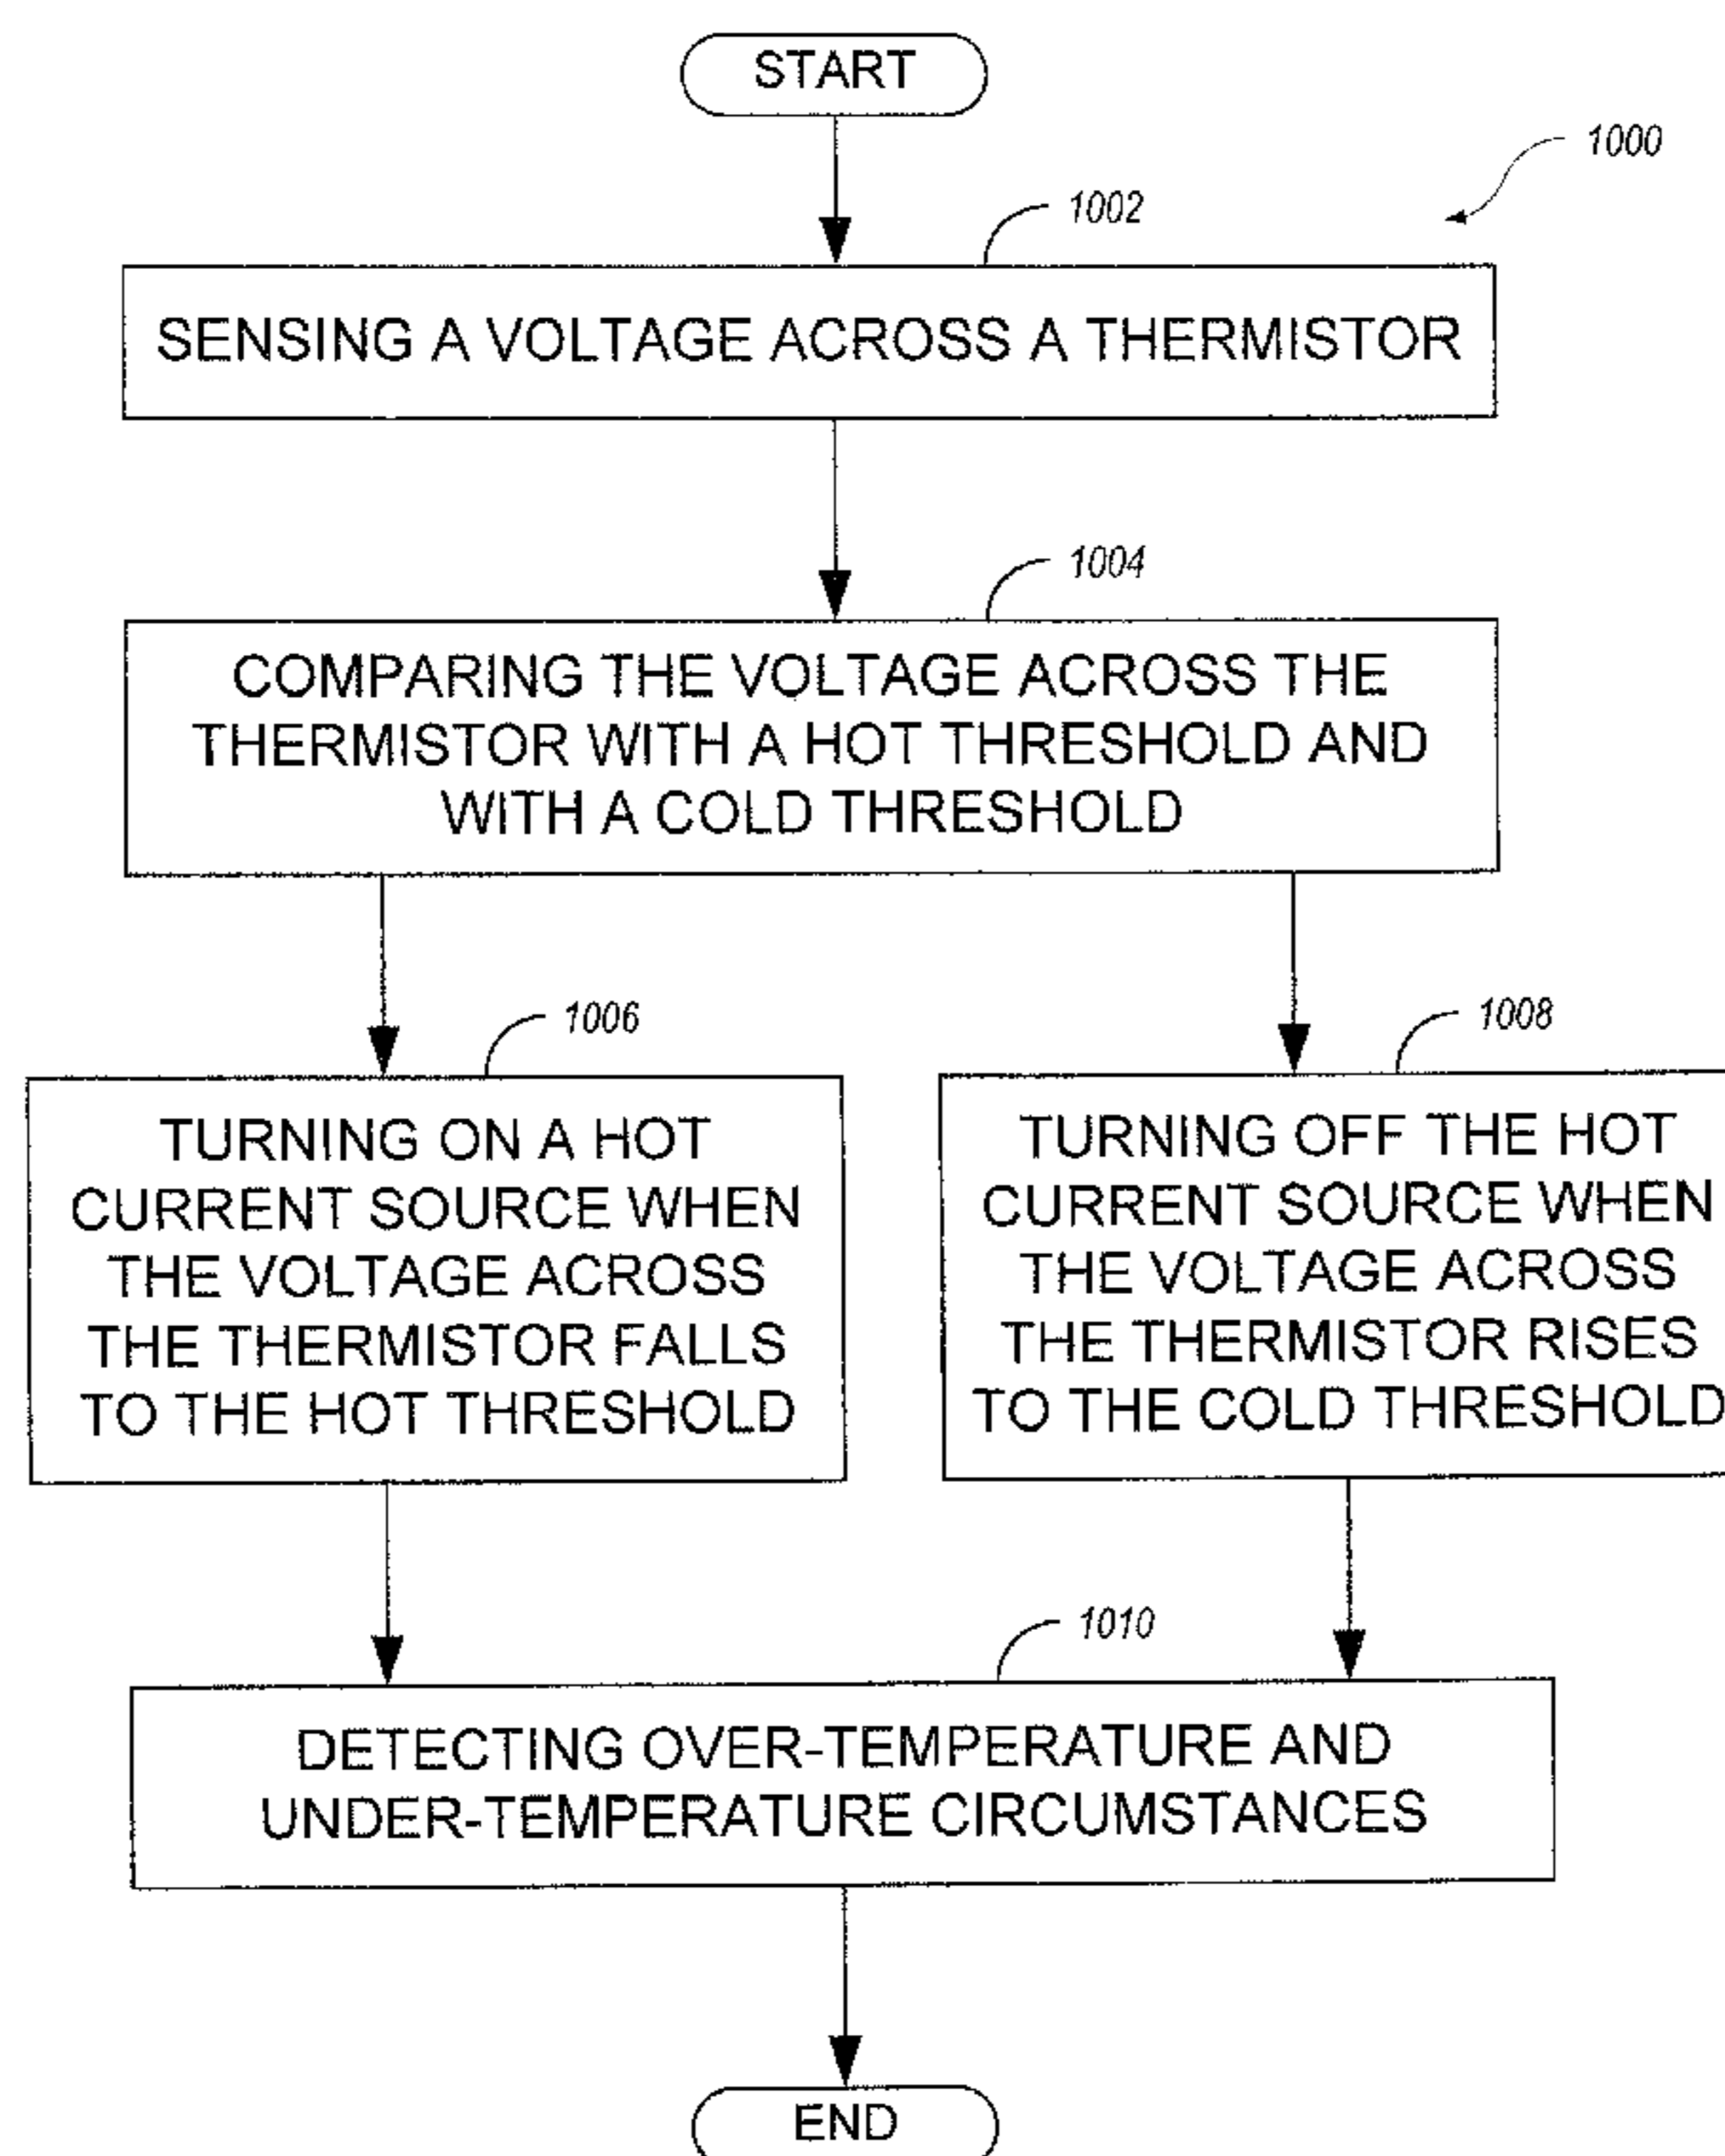 START
1000
1002
SENSING A VOLTAGE ACROSS A THERMISTOR
1004
COMPARING THE VOLTAGE ACROSS THE
THERMISTOR WITH A HOT THRESHOLD AND
WITH A COLD THRESHOLD
1006
TURNING ON A HOT
CURRENT SOURCE WHEN
THE VOLTAGE ACROSS
THE THERMISTOR FALLS
TO THE HOT THRESHOLD
1008
TURNING OFF THE HOT
CURRENT SOURCE WHEN
THE VOLTAGE ACROSS
THE THERMISTOR RISES
TO THE COLD THRESHOLD
1010
DETECTING OVER-TEMPERATURE AND
UNDER-TEMPERATURE CIRCUMSTANCES
END